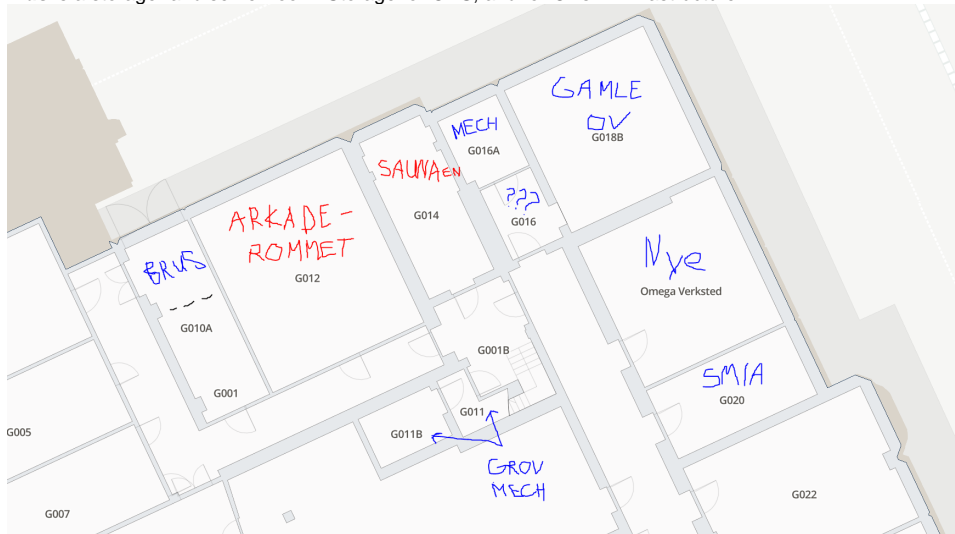 GAMLE
OV
G018B
MECH
G016A
SAUNAEN
G014
???
G016
ARKADE-
ROMMET
G012
BRUS
G010A
Nye
Omega Verksted
G001B
G001
SMIA
G020
G011
G011B
G005
GROV
MECH
G022
G007